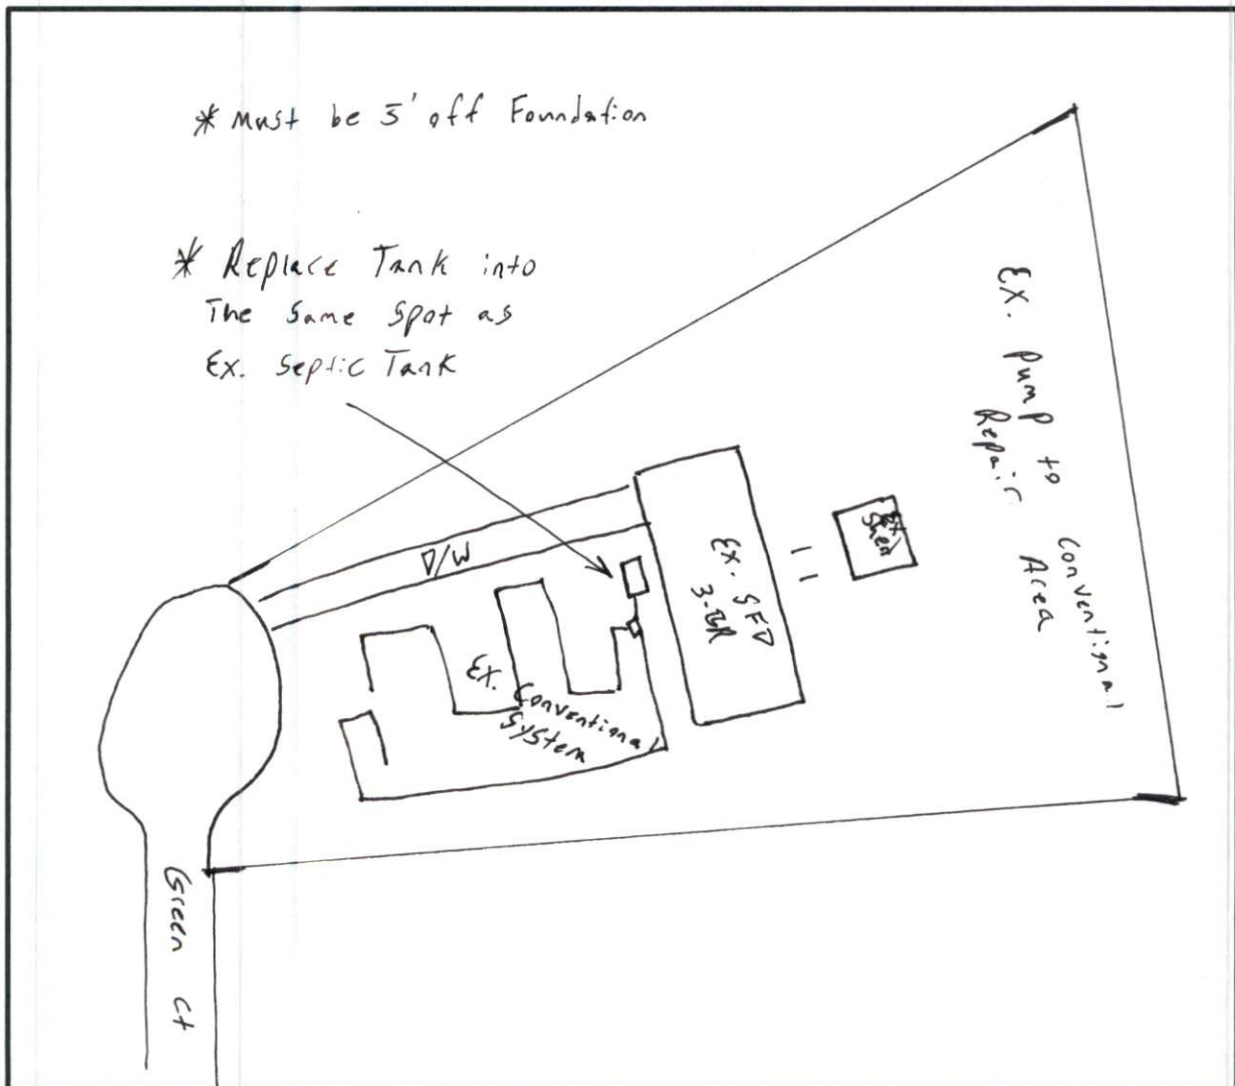 * Must be 5' off Foundation
* Replace Tank into
The Same Spot as
Ex. Septic Tank
Ex. Pump to Conventional
Repair Area
Ex. Shed
Ex. SFD
3-BR
D/W
Ex. Conventional
System
Green Ct